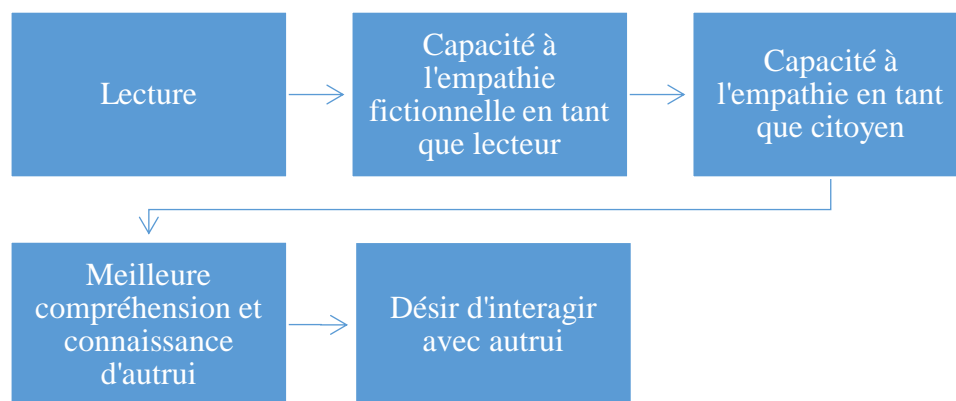 Lecture
Capacité à
l'empathie
fictionnelle en tant
que lecteur
Capacité à
l'empathie en tant
que citoyen
Meilleure
compréhension et
connaissance
d'autrui
Désir d'interagir
avec autrui